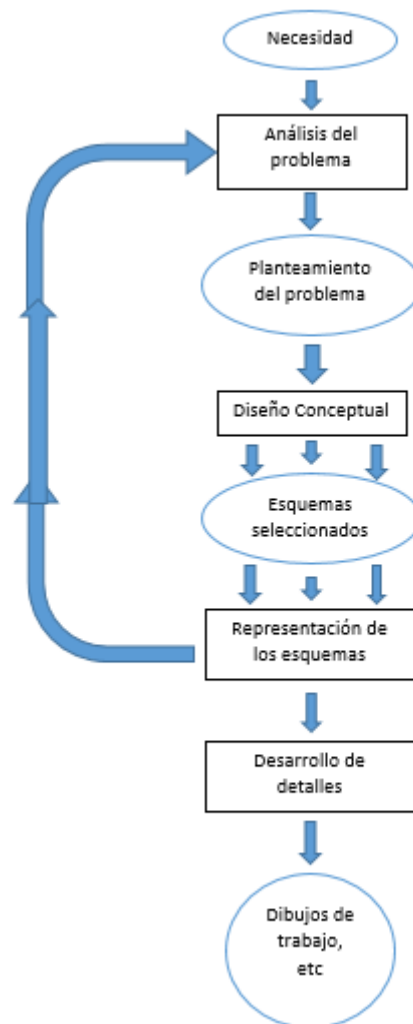 Necesidad
Análisis del
problema
Planteamiento
del problema
Diseño Conceptual
Esquemas
seleccionados
Representación de
los esquemas
Desarrollo de
detalles
Dibujos de
trabajo,
etc